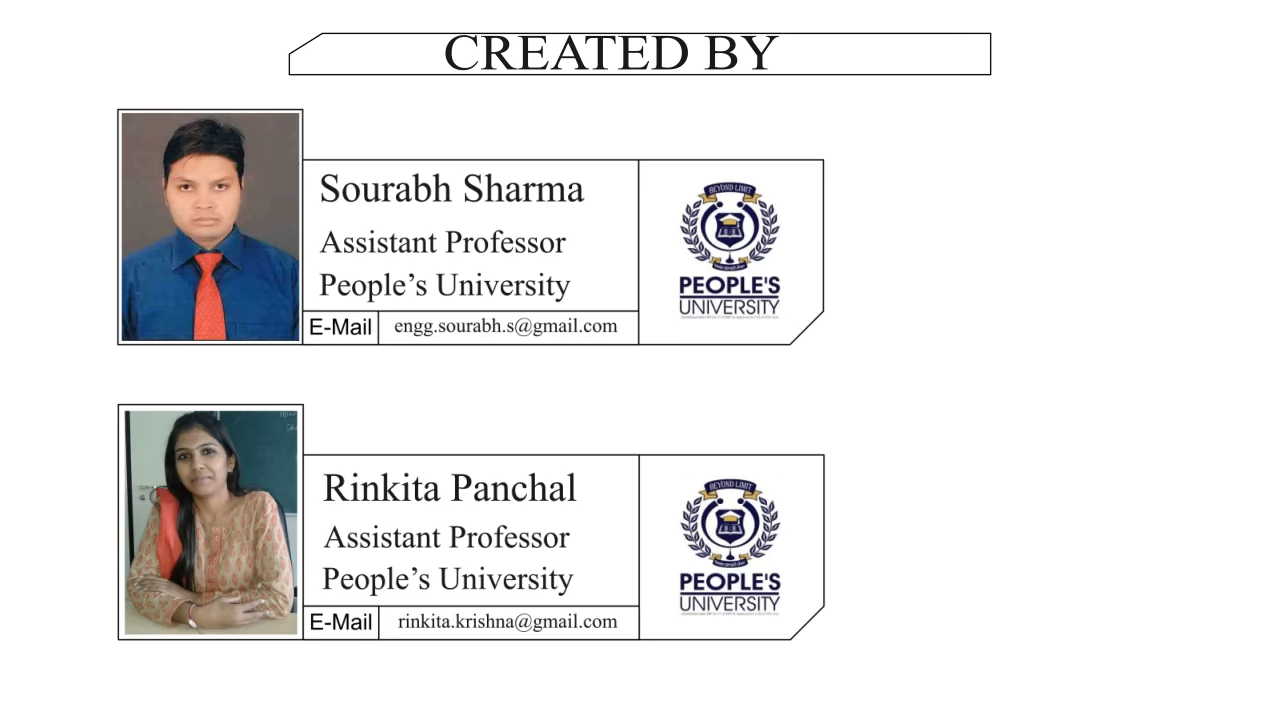 CREATED BY
Sourabh Sharma
Assistant Professor
People’s University
E-Mail engg.sourabh.s@gmail.com
BEYOND LIMIT
PEOPLE'S
UNIVERSITY
Rinkita Panchal
Assistant Professor
People’s University
E-Mail rinkita.krishna@gmail.com
BEYOND LIMIT
PEOPLE'S
UNIVERSITY